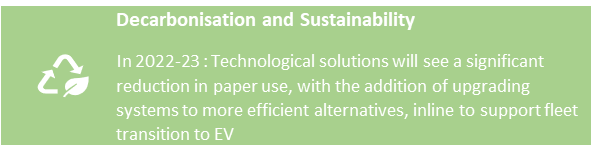 Decarbonisation and Sustainability
In 2022-23 : Technological solutions will see a significant
reduction in paper use, with the addition of upgrading
systems to more efficient alternatives, inline to support fleet
transition to EV